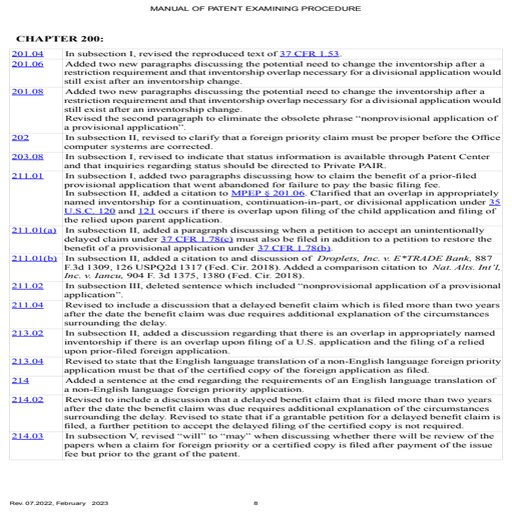 MANUAL OF PATENT EXAMINING PROCEDURE
CHAPTER 200:
201.04 In subsection I, revised the reproduced text of 37 CFR 1.53.
201.06 Added two new paragraphs discussing the potential need to change the inventorship after a
restriction requirement and that inventorship overlap necessary for a divisional application would
still exist after an inventorship change.
201.08 Added two new paragraphs discussing the potential need to change the inventorship after a
restriction requirement and that inventorship overlap necessary for a divisional application would
still exist after an inventorship change.
Revised the second paragraph to eliminate the obsolete phrase “nonprovisional application of
a provisional application”.
202 In subsection II, revised to clarify that a foreign priority claim must be proper before the Office
computer systems are corrected.
203.08 In subsection I, revised to indicate that status information is available through Patent Center
and that inquiries regarding status should be directed to Private PAIR.
211.01 In subsection I, added two paragraphs discussing how to claim the benefit of a prior-filed
provisional application that went abandoned for failure to pay the basic filing fee.
In subsection II, added a citation to MPEP § 201.06. Clarified that an overlap in appropriately
named inventorship for a continuation, continuation-in-part, or divisional application under 35
U.S.C. 120 and 121 occurs if there is overlap upon filing of the child application and filing of
the relied upon parent application.
211.01(a) In subsection II, added a paragraph discussing when a petition to accept an unintentionally
delayed claim under 37 CFR 1.78(c) must also be filed in addition to a petition to restore the
benefit of a provisional application under 37 CFR 1.78(b).
211.01(b) In subsection II, added a citation to and discussion of Droplets, Inc. v. E*TRADE Bank, 887
F.3d 1309, 126 USPQ2d 1317 (Fed. Cir. 2018). Added a comparison citation to Nat. Alts. Int’l,
Inc. v. Iancu, 904 F. 3d 1375, 1380 (Fed. Cir. 2018).
211.02 In subsection III, deleted sentence which included “nonprovisional application of a provisional
application”.
211.04 Revised to include a discussion that a delayed benefit claim which is filed more than two years
after the date the benefit claim was due requires additional explanation of the circumstances
surrounding the delay.
213.02 In subsection II, added a discussion regarding that there is an overlap in appropriately named
inventorship if there is an overlap upon filing of a U.S. application and the filing of a relied
upon prior-filed foreign application.
213.04 Revised to state that the English language translation of a non-English language foreign priority
application must be of the certified copy of the foreign application as filed.
214 Added a sentence at the end regarding the requirements of an English language translation of
a non-English language foreign priority application.
214.02 Revised to include a discussion that a delayed benefit claim that is filed more than two years
after the date the benefit claim was due requires additional explanation of the circumstances
surrounding the delay. Revised to state that if a grantable petition for a delayed benefit claim is
filed, a further petition to accept the delayed filing of the certified copy is not required.
214.03 In subsection V, revised “will” to “may” when discussing whether there will be review of the
papers when a claim for foreign priority or a certified copy is filed after payment of the issue
fee but prior to the grant of the patent.
Rev. 07.2022, February 2023 8